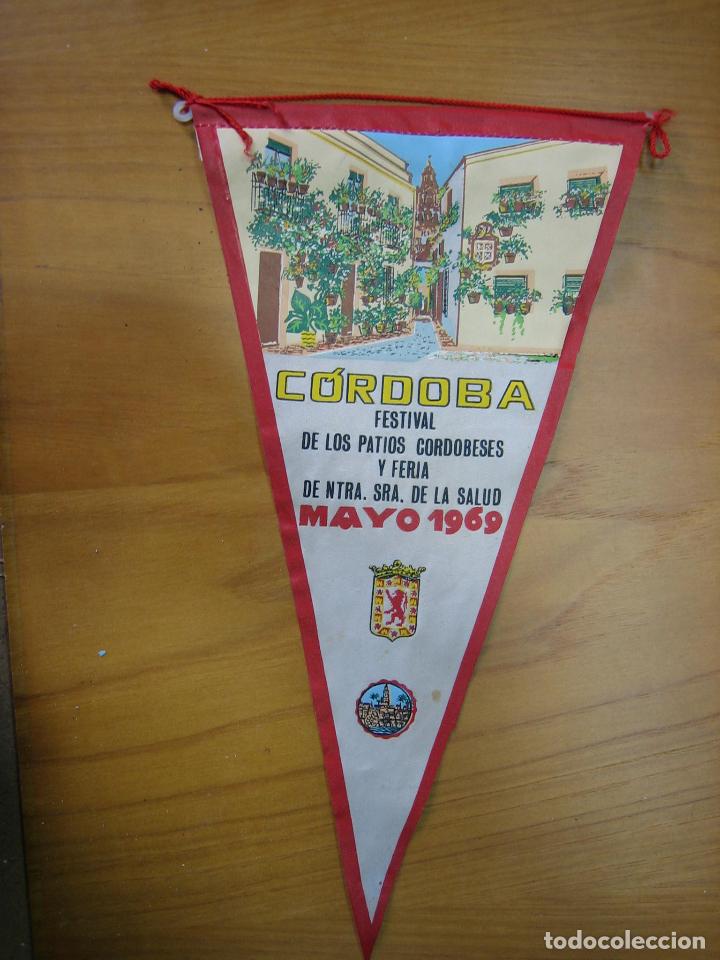 CÓRDOBA
FESTIVAL
DE LOS PATIOS CORDOBESES
Y FERIA
DE NTRA. SRA. DE LA SALUD
MAYO 1969
todocoleccion